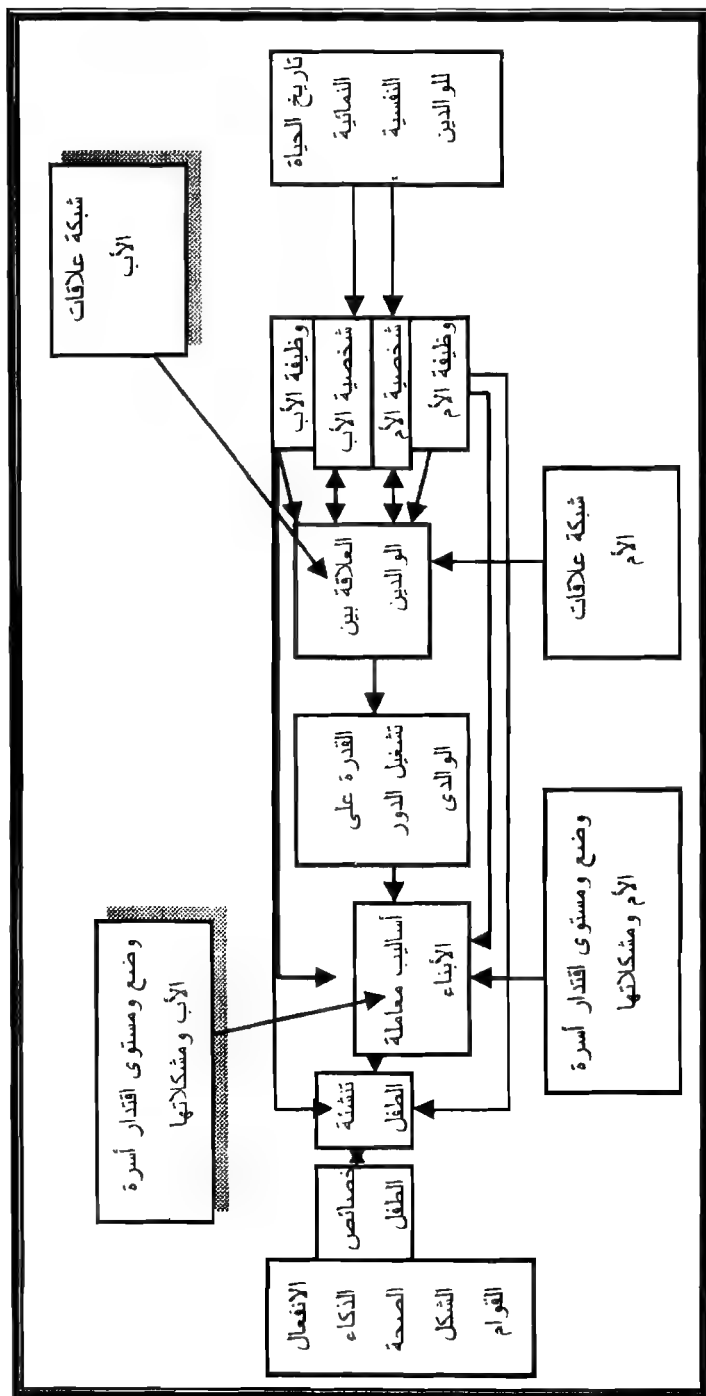 تاريخ الحياة
النمائية
النفسية
للوالدين
شبكة علاقات
الأب
وظيفة الأب
شخصية الأب
شخصية الأم
وظيفة الأم
العلاقة بين
الوالدين
شبكة علاقات
الأم
القدرة على
تشغيل الدور
الوالدى
وضع ومستوى اقتدار أسرة
الأب ومشكلاتها
أساليب معاملة
الأبناء
وضع ومستوى اقتدار أسرة
الأم ومشكلاتها
تنشئة
الطفل
خصائص
الطفل
الانفعال
الذكاء
الصحة
الشكل
القوام